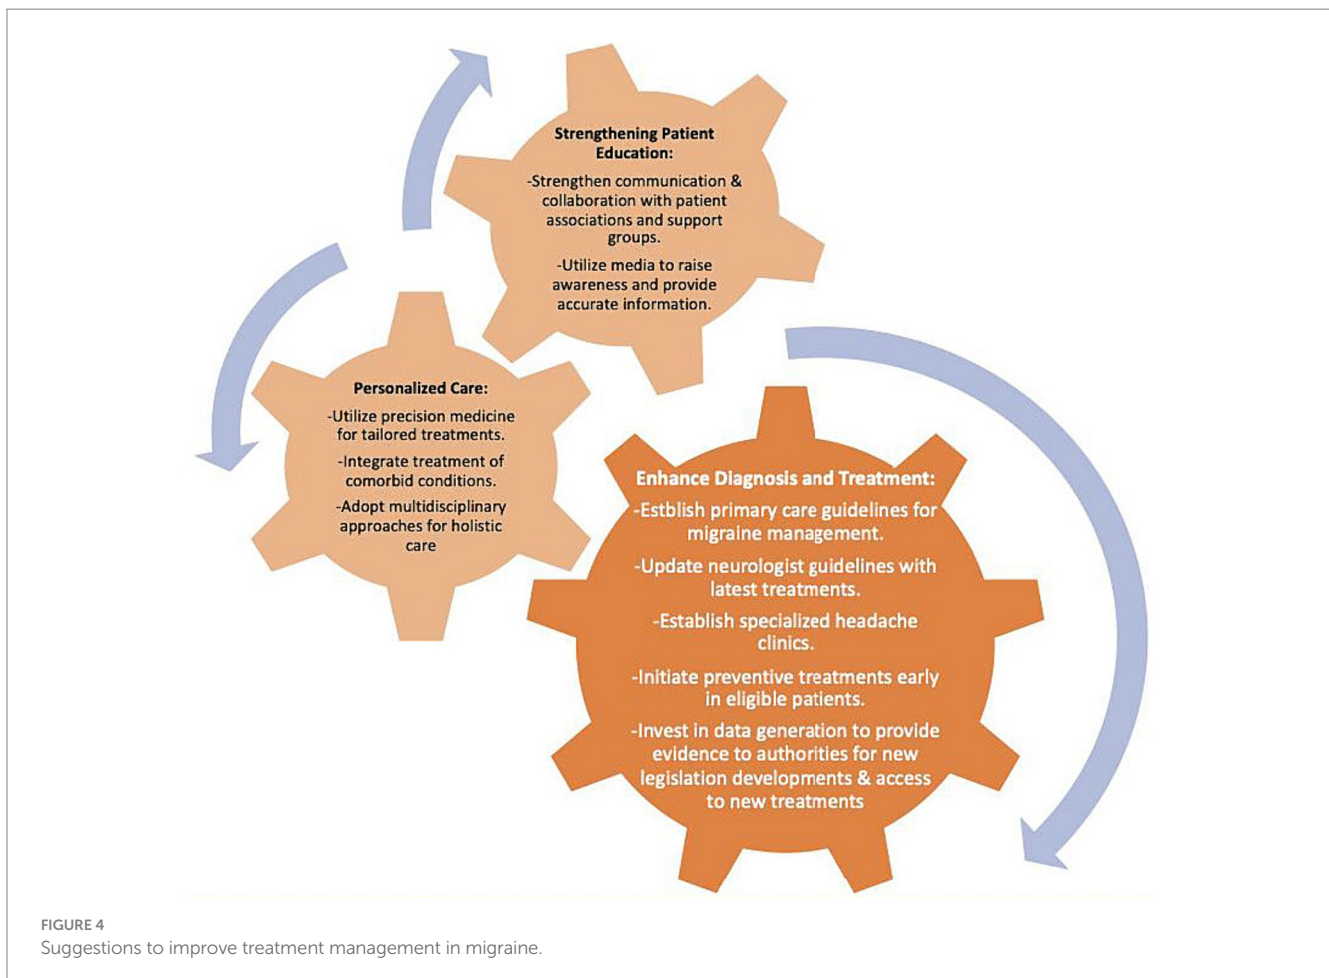 Strengthening Patient
Education:
-Strengthen communication &
collaboration with patient
associations and support
groups.
-Utilize media to raise
awareness and provide
accurate information.
Personalized Care:
-Utilize precision medicine
for tailored treatments.
-Integrate treatment of
comorbid conditions.
-Adopt multidisciplinary
approaches for holistic
care
Enhance Diagnosis and Treatment:
-Estblish primary care guidelines for
migraine management.
-Update neurologist guidelines with
latest treatments.
-Establish specialized headache
clinics.
-Initiate preventive treatments early
in eligible patients.
-Invest in data generation to provide
evidence to authorities for new
legislation developments & access
to new treatments
FIGURE 4
Suggestions to improve treatment management in migraine.